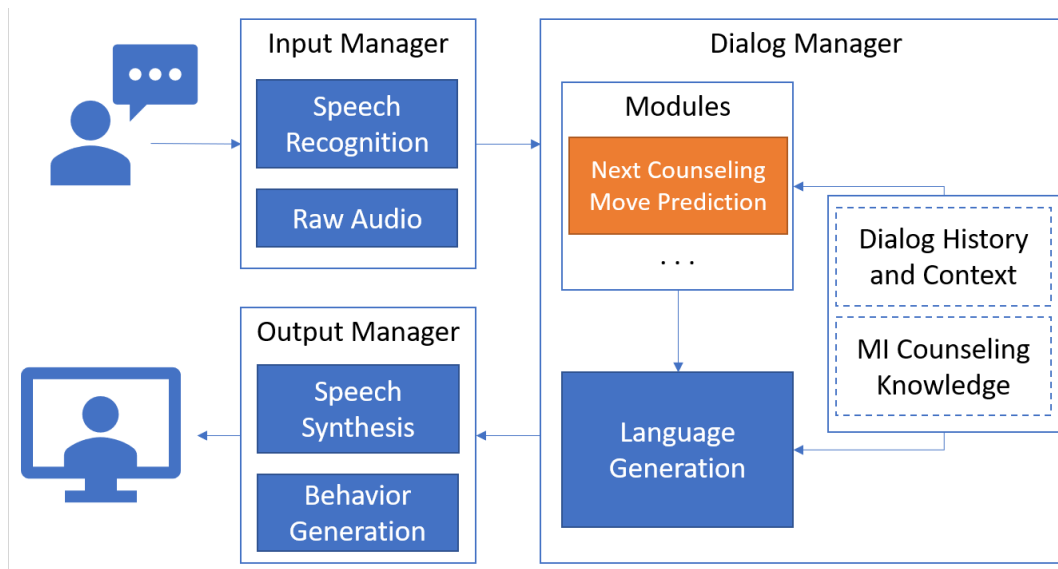 Input Manager
Speech
Recognition
Raw Audio
Dialog Manager
Modules
Next Counseling
Move Prediction
. . .
Dialog History
and Context
MI Counseling
Knowledge
Language
Generation
Output Manager
Speech
Synthesis
Behavior
Generation